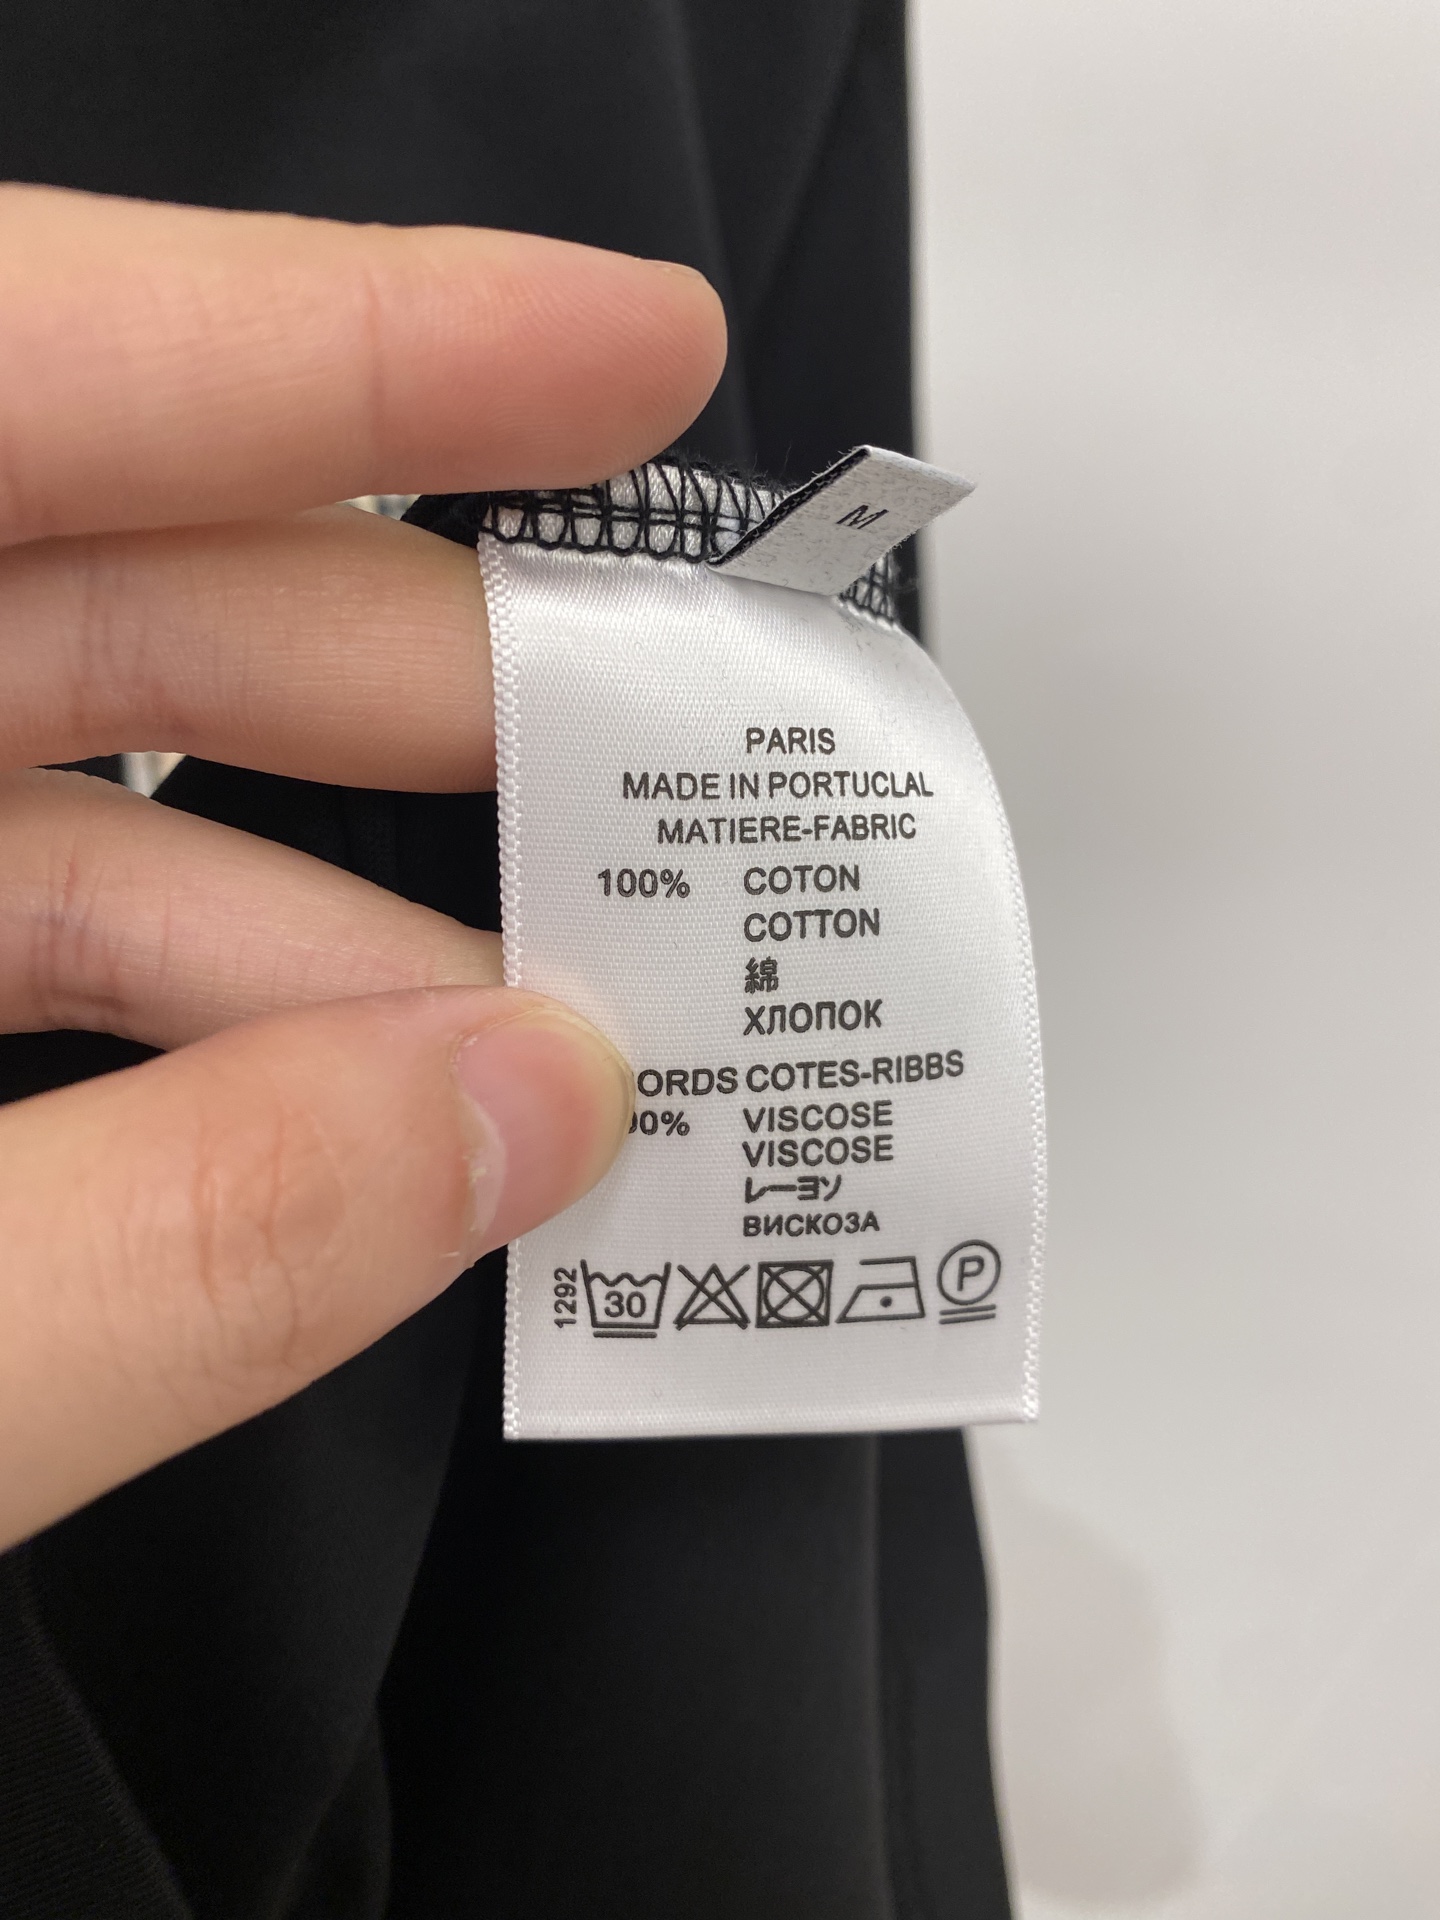 M
PARIS
MADE IN PORTUCLAL
MATIERE-FABRIC
100% COTON
COTTON
綿
ХЛОПОК
ORDS COTES-RIBBS
00% VISCOSE
VISCOSE
レーヨソ
ВИСКОЗА
1292 30 P